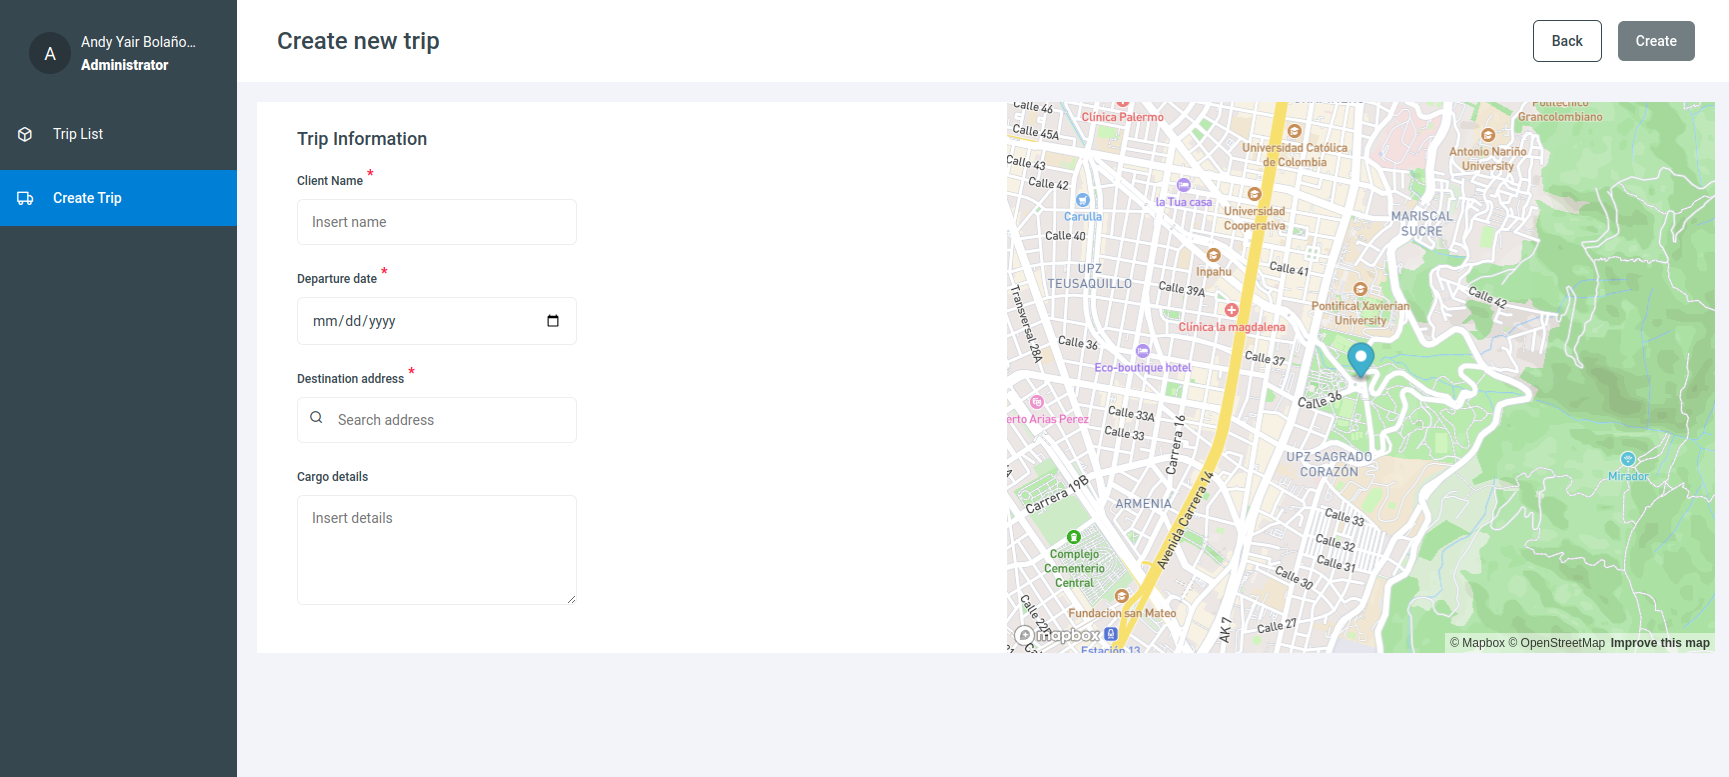 A
Andy Yair Bolaño...
Administrator
Trip List
Create Trip
Create new trip
Back
Create
Trip Information
Client Name *
Insert name
Departure date *
mm/dd/yyyy
Destination address *
Search address
Cargo details
Insert details
Calle 46
Clínica Palermo
Politécnico
Grancolombiano
Calle 45A
Universidad Católica
de Colombia
Antonio Nariño
University
Calle 43
Calle 42
la Tua casa
Carulla
Universidad
Cooperativa
MARISCAL
SUCRE
Calle 40
Inpahu
Calle 41
UPZ
TEUSAQUILLO
Calle 39A
Calle 42
Pontifical Xavierian
University
Transversal 28A
Clínica la magdalena
Calle 36
Calle 37
Eco-boutique hotel
Calle 36
erto Arias Perez
Calle 33A
Calle 33
Carrera 16
UPZ SAGRADO
CORAZÓN
Mirador
Carrera 19B
ARMENIA
Avenida Carrera 14
Calle 33
Calle 32
Calle 31
Calle 30
Complejo
Cementerio
Central
Fundacion san Mateo
Calle 27
AK 7
mapbox
Estación 13
© Mapbox © OpenStreetMap Improve this map